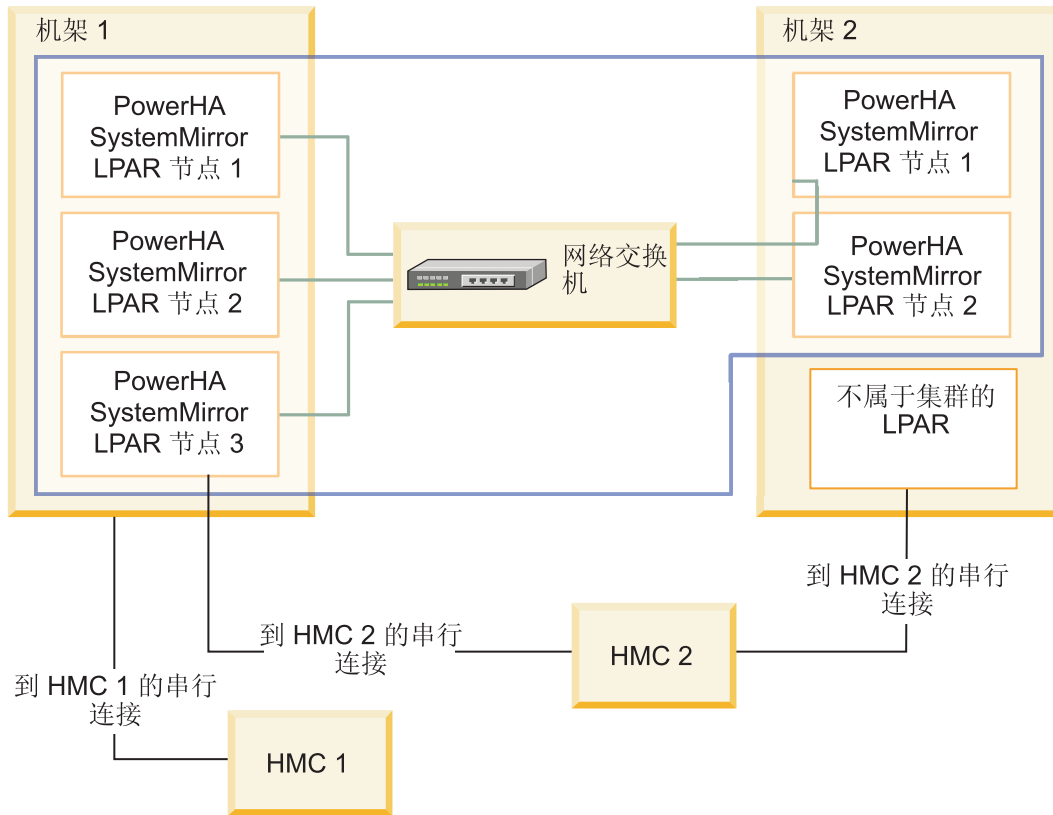 机架 1
PowerHA
SystemMirror
LPAR 节点 1
PowerHA
SystemMirror
LPAR 节点 2
PowerHA
SystemMirror
LPAR 节点 3
网络交换
机
机架 2
PowerHA
SystemMirror
LPAR 节点 1
PowerHA
SystemMirror
LPAR 节点 2
不属于集群的
LPAR
到 HMC 2 的串行
连接
到 HMC 2 的串行
连接
HMC 2
到 HMC 1 的串行
连接
HMC 1